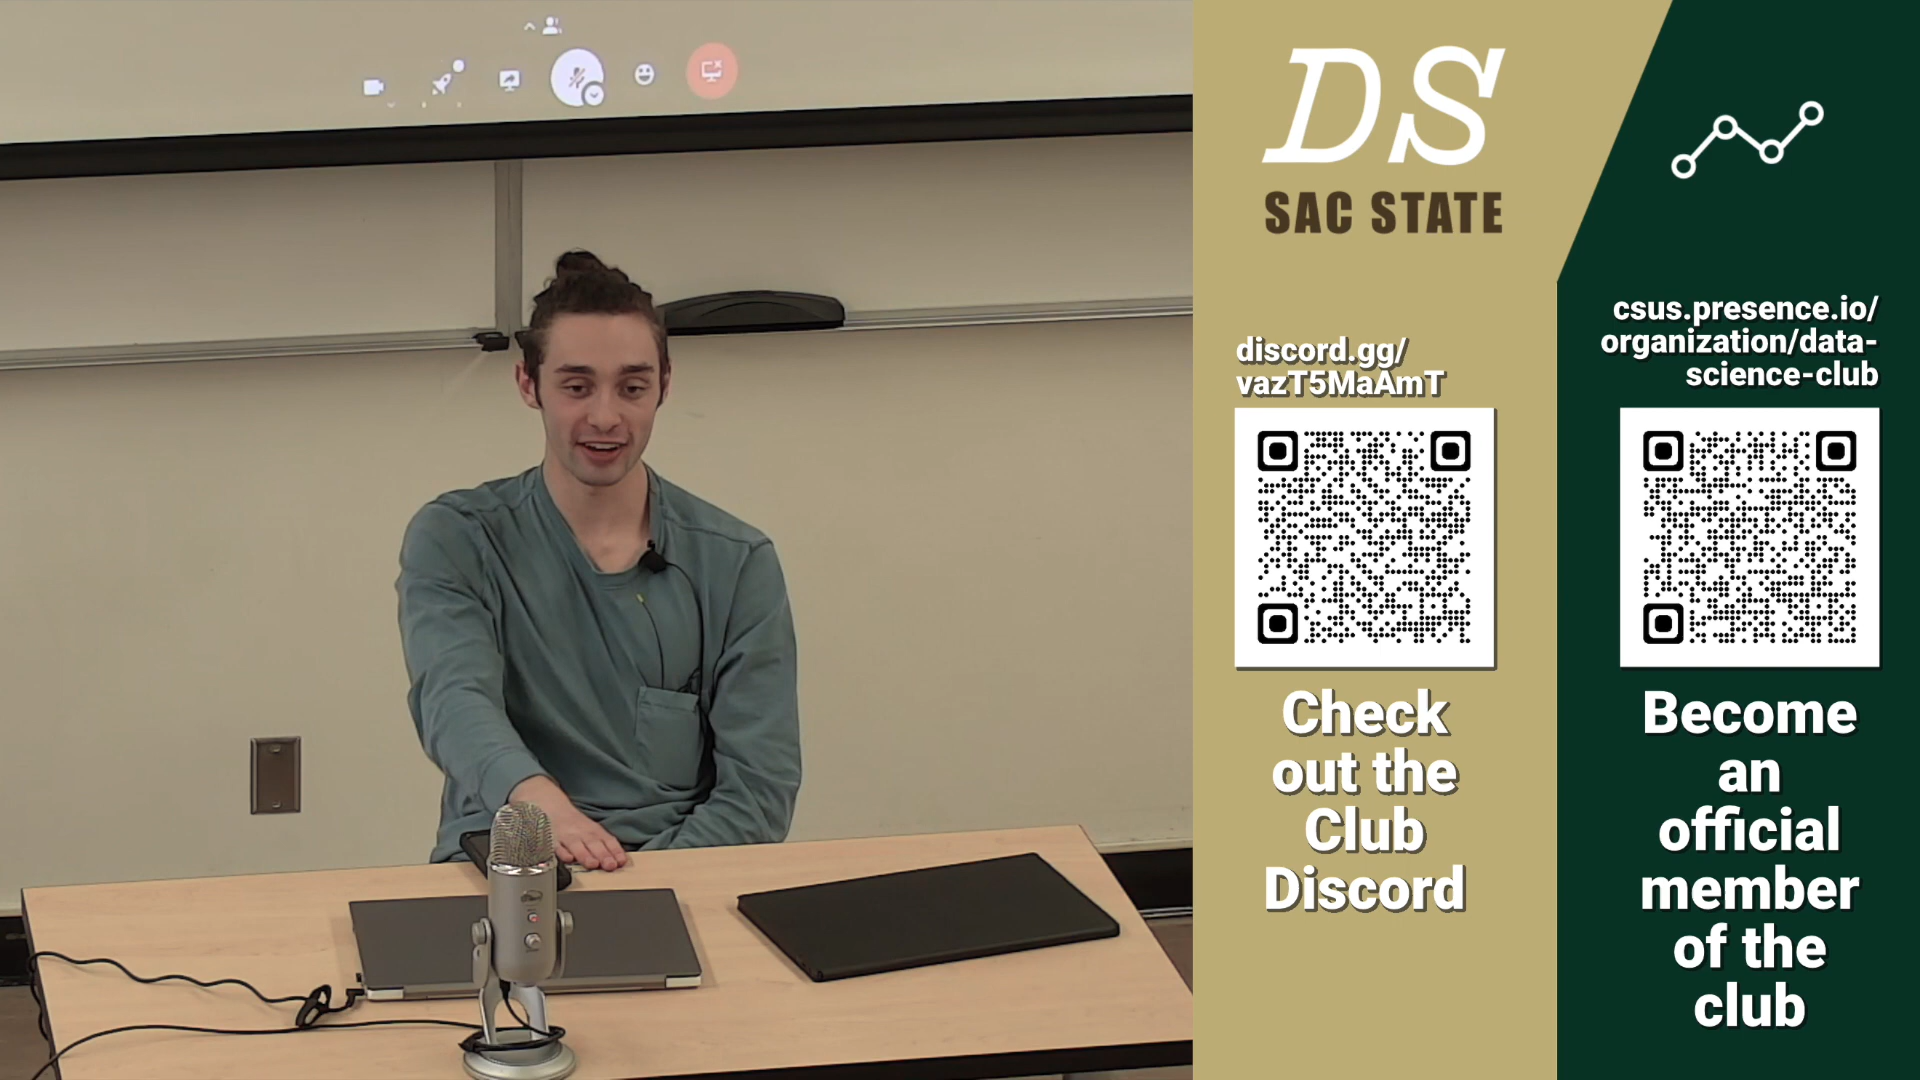 DS
SAC STATE
discord.gg/
vazT5MaAmT
Check
out the
Club
Discord
csus.presence.io/
organization/data-
science-club
Become
an
official
member
of the
club